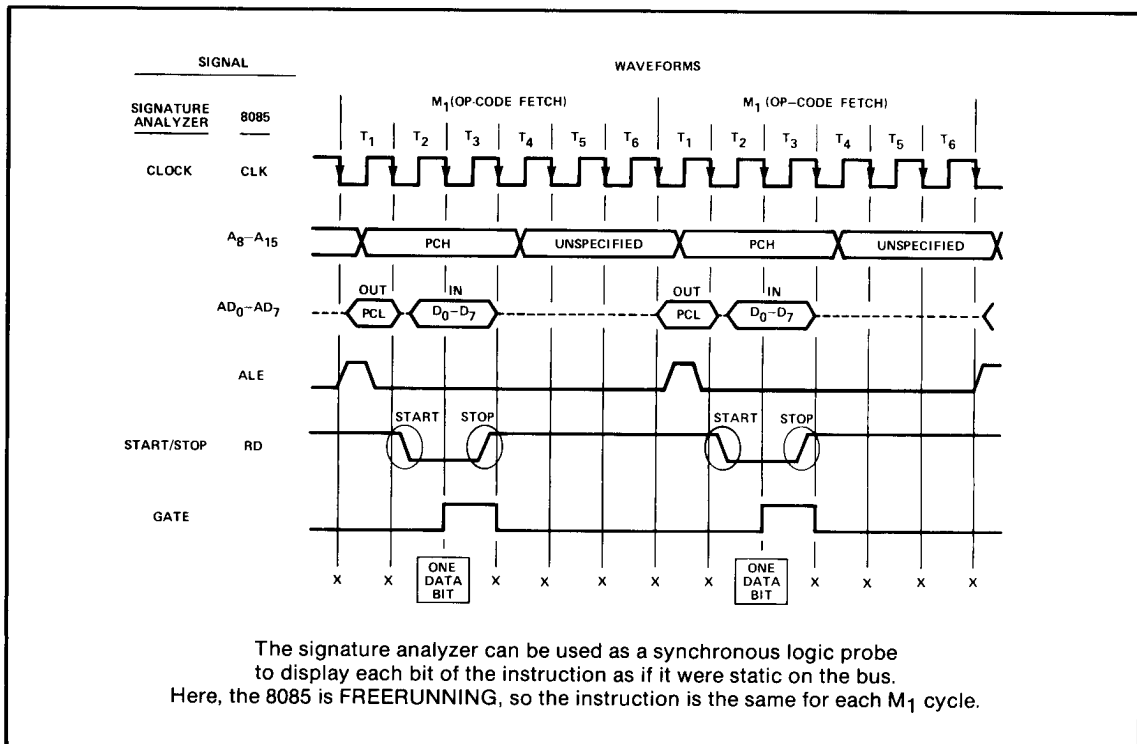 SIGNAL WAVEFORMS
SIGNATURE ANALYZER 8085 M1 (OP-CODE FETCH) M1 (OP-CODE FETCH)
T1 T2 T3 T4 T5 T6 T1 T2 T3 T4 T5 T6
CLOCK CLK
A8-A15 PCH UNSPECIFIED PCH UNSPECIFIED
OUT IN OUT IN
AD0-AD7 PCL D0-D7 PCL D0-D7
ALE
START STOP START STOP
START/STOP RD
GATE
X X ONE DATA BIT X X X X X X ONE DATA BIT X X X X
The signature analyzer can be used as a synchronous logic probe
to display each bit of the instruction as if it were static on the bus.
Here, the 8085 is FREERUNNING, so the instruction is the same for each M1 cycle.